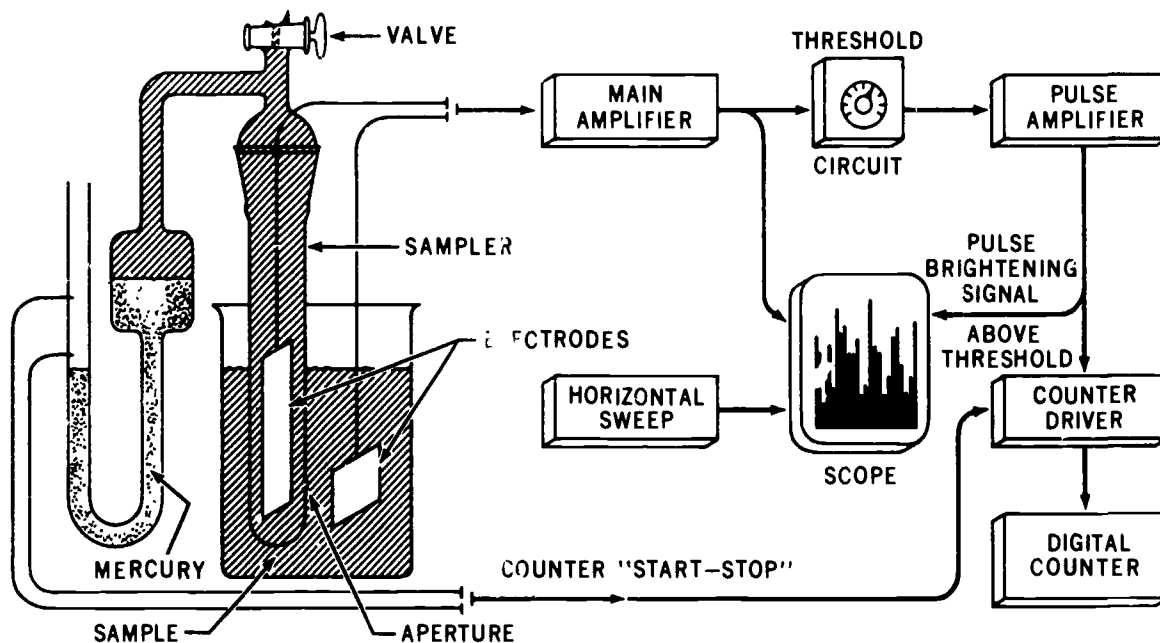 VALVE
THRESHOLD
MAIN
AMPLIFIER
PULSE
AMPLIFIER
CIRCUIT
SAMPLER
PULSE
BRIGHTENING
SIGNAL
ABOVE
THRESHOLD
ELECTRODES
HORIZONTAL
SWEEP
COUNTER
DRIVER
SCOPE
MERCURY
COUNTER "START-STOP"
DIGITAL
COUNTER
SAMPLE
APERTURE